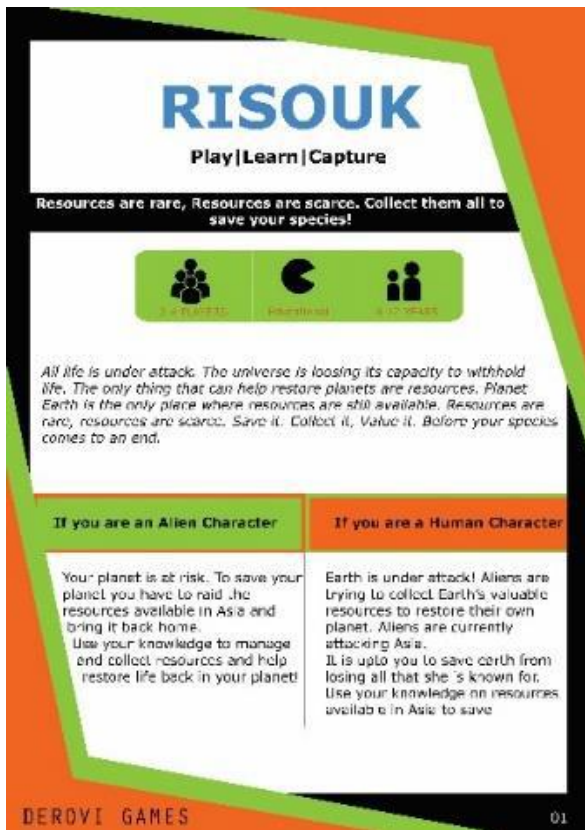 RISOUK
Play|Learn|Capture
Resources are rare, Resources are scarce. Collect them all to
save your species!
PLAYERS
Educational
YEARS
All life is under attack. The universe is loosing its capacity to withhold
life. The only thing that can help restore planets are resources. Planet
Earth is the only place where resources are still available. Resources are
rare, resources are scarce. Save it. Collect it, Value it. Before your species
comes to an end.
If you are an Alien Character
Your planet is at risk. To save your
planet you have to raid the
resources available in Asia and
bring it back home.
Use your knowledge to manage
and collect resources and help
restore life back in your planet!
If you are a Human Character
Earth is under attack! Aliens are
trying to collect Earth's valuable
resources to restore their own
planet. Aliens are currently
attacking Asia.
It is upto you to save earth from
losing all that she is known for.
Use your knowledge on resources
available in Asia to save
DEROVI GAMES
01